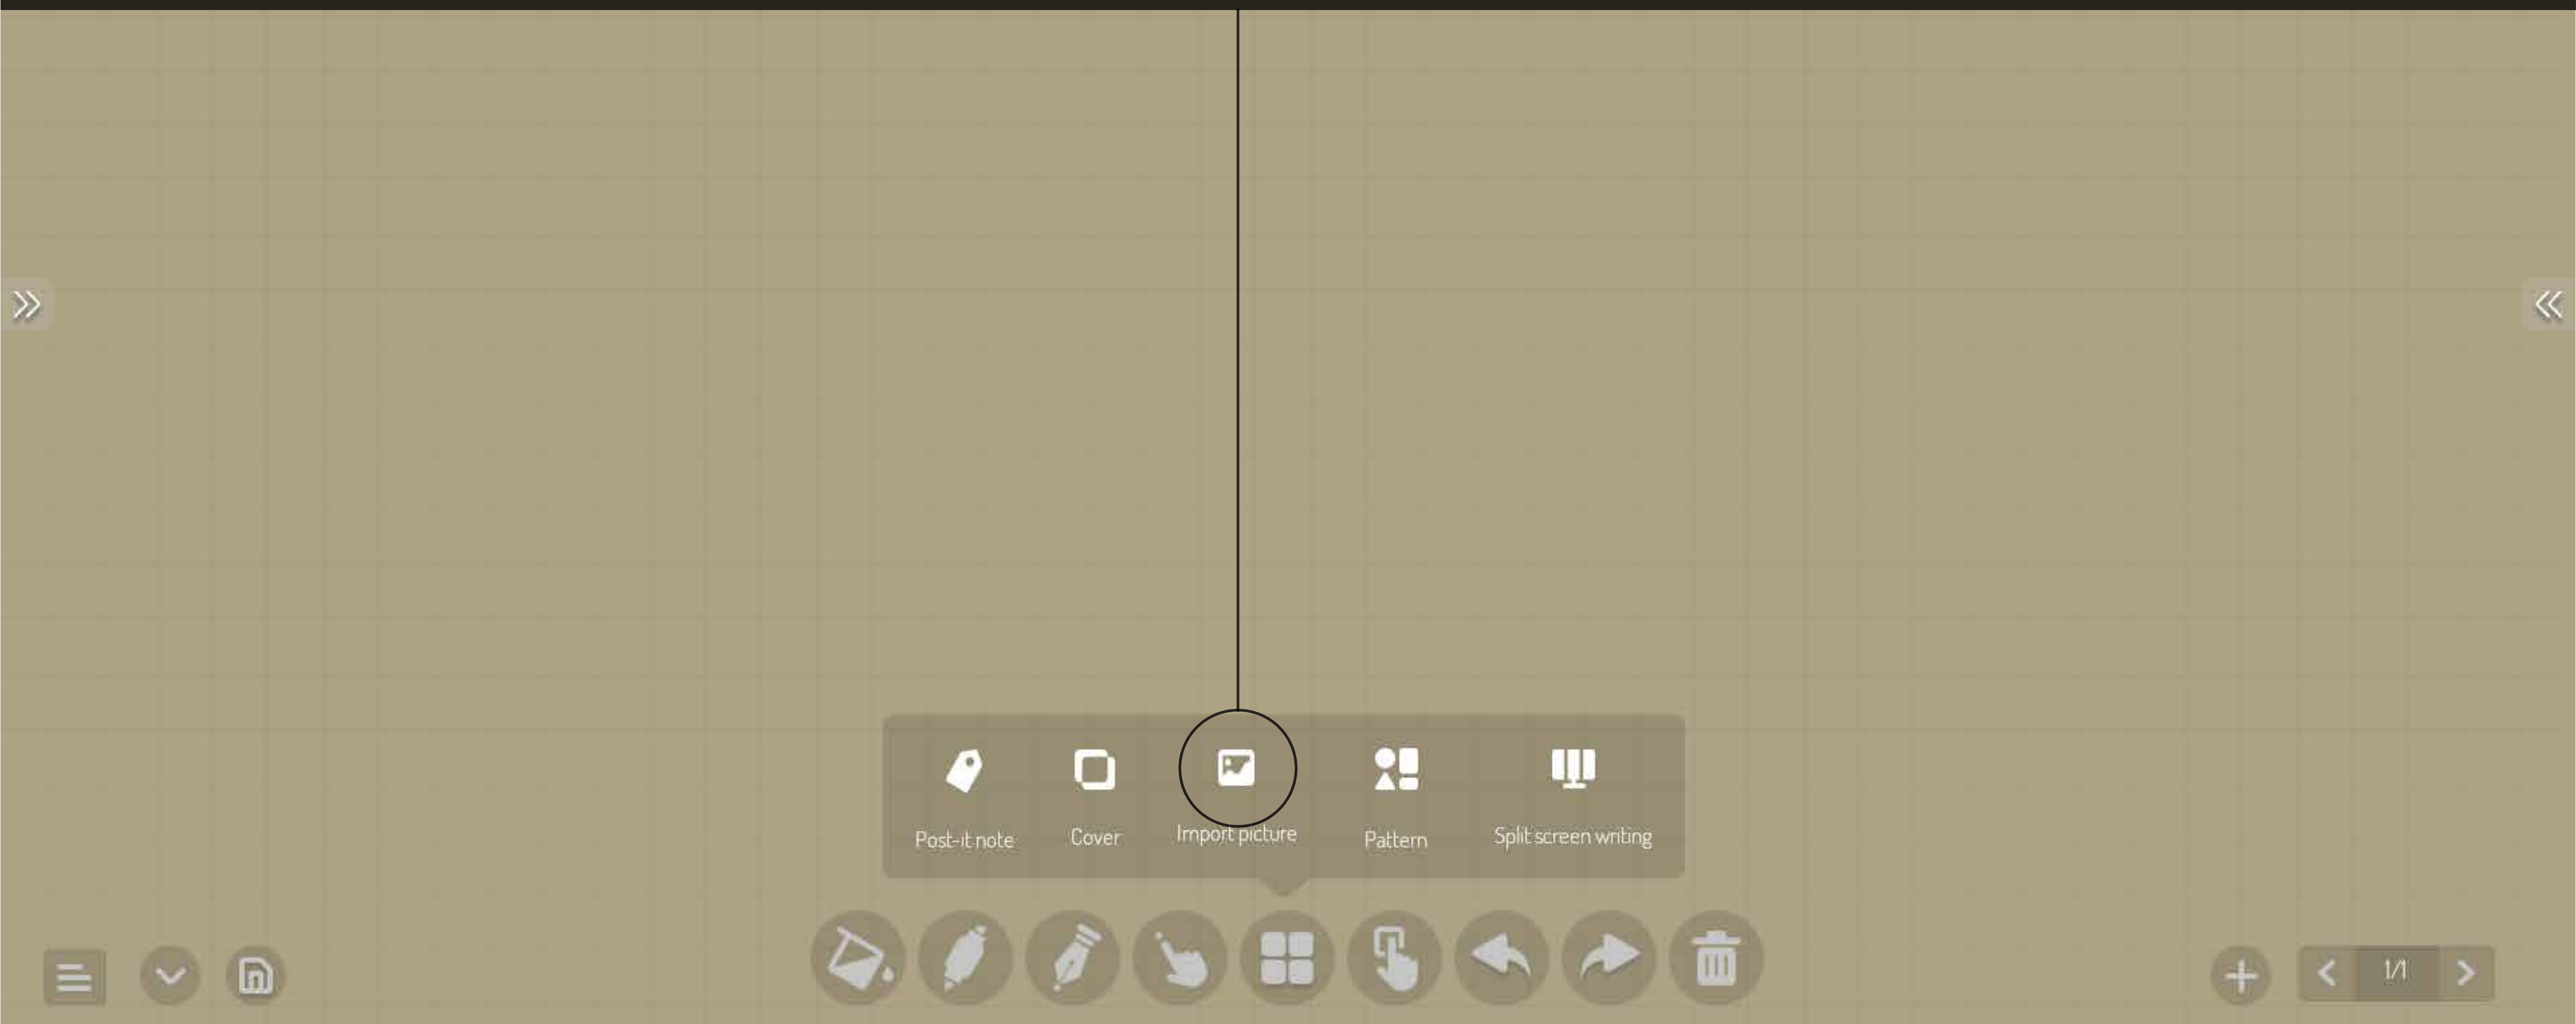 Post-it note
Cover
Import picture
Pattern
Split screen writing
1/1